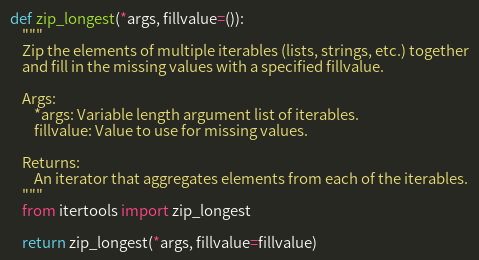 def zip_longest(*args, fillvalue=()):
"""
Zip the elements of multiple iterables (lists, strings, etc.) together
and fill in the missing values with a specified fillvalue.
Args:
*args: Variable length argument list of iterables.
fillvalue: Value to use for missing values.
Returns:
An iterator that aggregates elements from each of the iterables.
"""
from itertools import zip_longest
return zip_longest(*args, fillvalue=fillvalue)